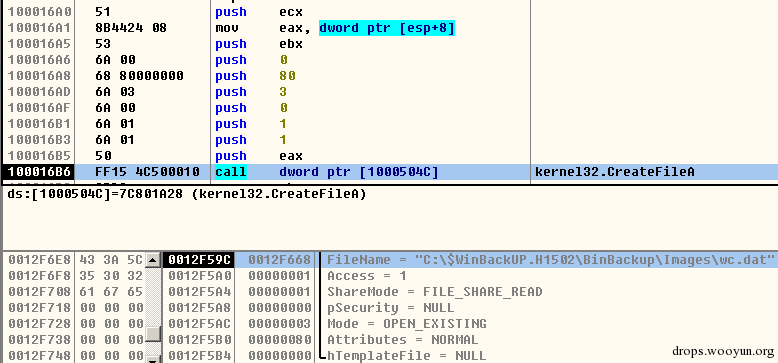 100016A0 51 push ecx
100016A1 8B4424 08 mov eax, dword ptr [esp+8]
100016A5 53 push ebx
100016A6 6A 00 push 0
100016A8 68 80000000 push 80
100016AD 6A 03 push 3
100016AF 6A 00 push 0
100016B1 6A 01 push 1
100016B3 6A 01 push 1
100016B5 50 push eax
100016B6 FF15 4C500010 call dword ptr [1000504C] kernel32.CreateFileA
ds:[1000504C]=7C801A28 (kernel32.CreateFileA)
0012F6E8 43 3A 5C 0012F59C 0012F668 FileName = "C:\$WinBackUP.H1502\BinBackup\Images\wc.dat"
0012F6F8 35 30 32 0012F5A0 00000001 Access = 1
0012F708 61 67 65 0012F5A4 00000001 ShareMode = FILE_SHARE_READ
0012F718 00 00 00 0012F5A8 00000000 pSecurity = NULL
0012F728 00 00 00 0012F5AC 00000003 Mode = OPEN_EXISTING
0012F738 00 00 00 0012F5B0 00000080 Attributes = NORMAL
0012F748 00 00 00 0012F5B4 00000000 hTemplateFile = NULL
drops.wooyun.org